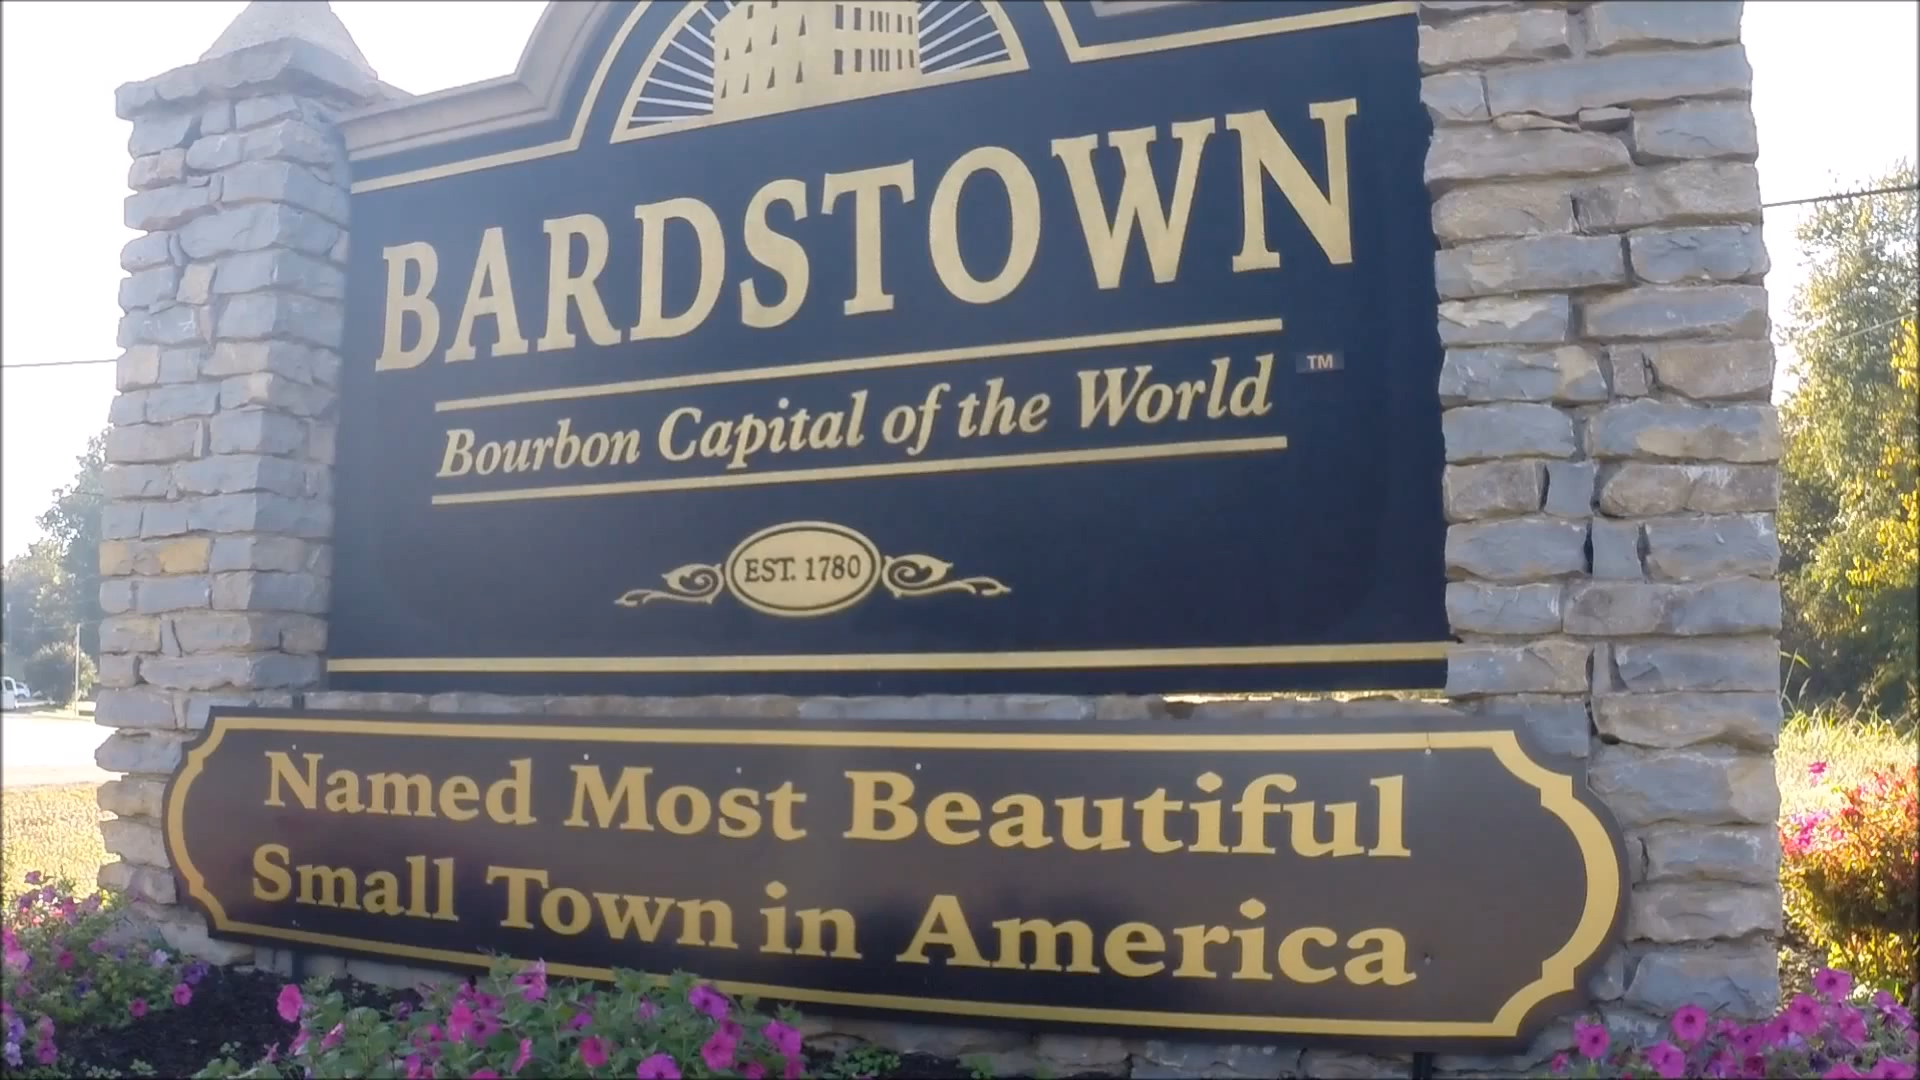 BARDSTOWN
Bourbon Capital of the World ™
EST. 1780
Named Most Beautiful
Small Town in America